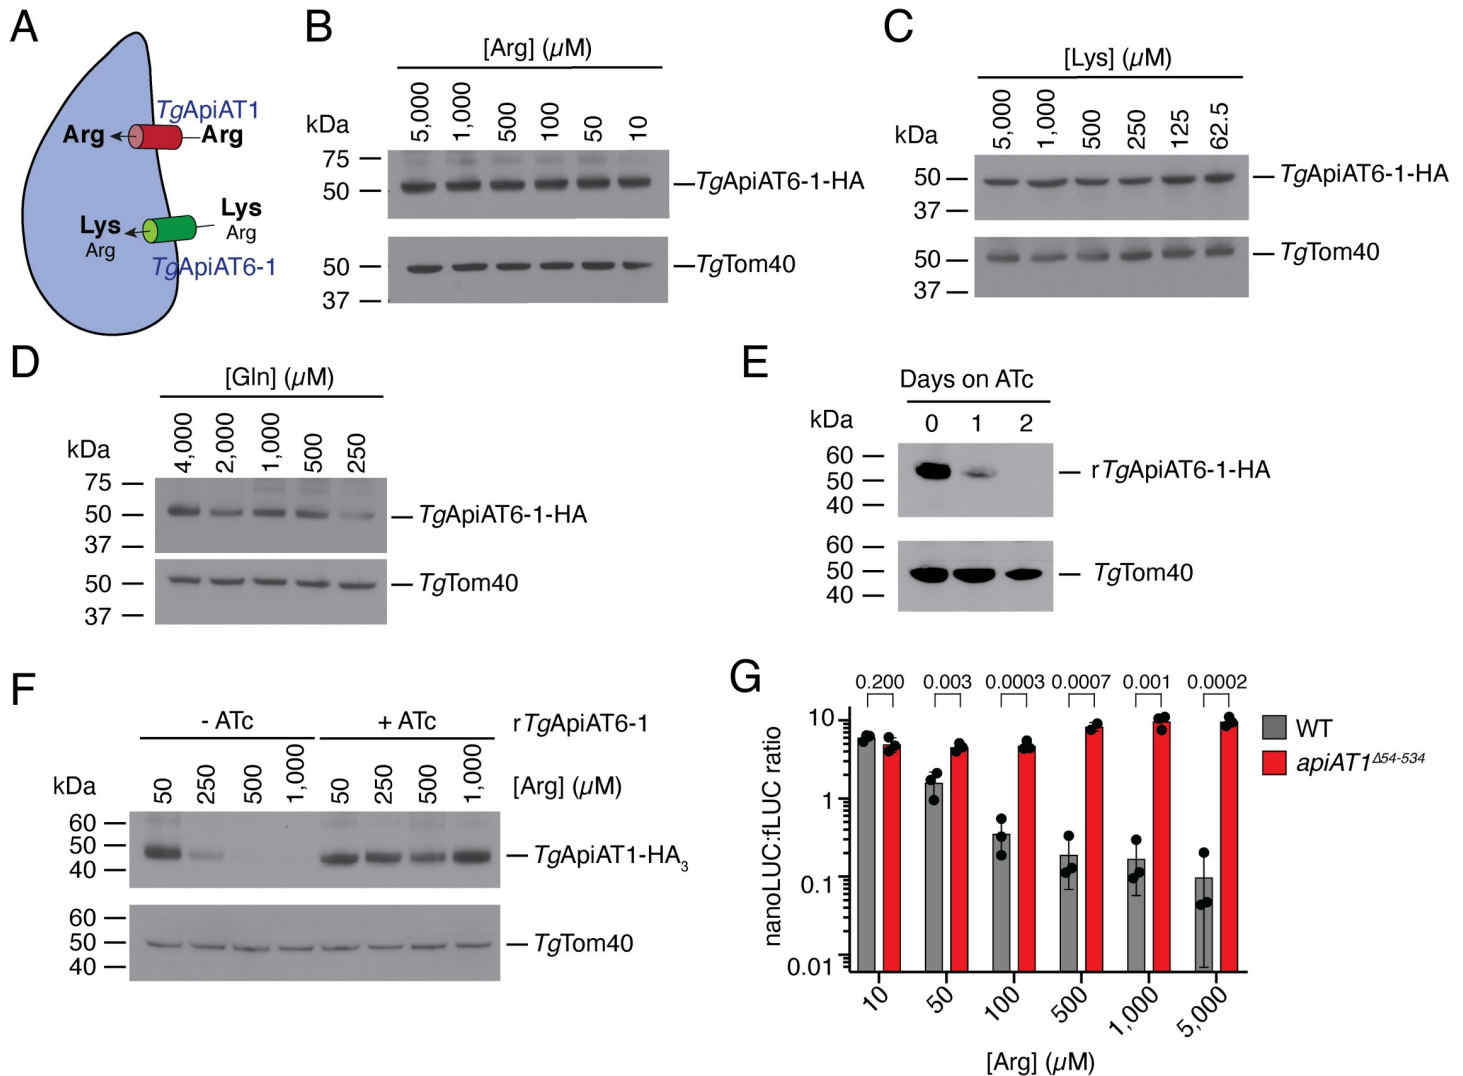 A
TgApiAT1
Arg
Arg
Lys
Arg
Lys
Arg
TgApiAT6-1
B
[Arg] (µM)
kDa
5,000
1,000
500
100
50
10
75
50
TgApiAT6-1-HA
50
37
TgTom40
C
[Lys] (µM)
kDa
5,000
1,000
500
250
125
62.5
50
37
TgApiAT6-1-HA
50
37
TgTom40
D
[Gln] (µM)
kDa
4,000
2,000
1,000
500
250
75
50
37
TgApiAT6-1-HA
50
37
TgTom40
E
Days on ATc
kDa
0 1 2
60
50
40
rTgApiAT6-1-HA
60
50
40
TgTom40
F
- ATc + ATc rTgApiAT6-1
kDa
50
250
500
1,000
50
250
500
1,000
[Arg] (µM)
60
50
40
TgApiAT1-HA3
60
50
40
TgTom40
G
0.200 0.003 0.0003 0.0007 0.001 0.0002
nanoLUC:fLUC ratio
10
1
0.1
0.01
WT
apiAT1Δ54-534
10
50
100
500
1,000
5,000
[Arg] (µM)